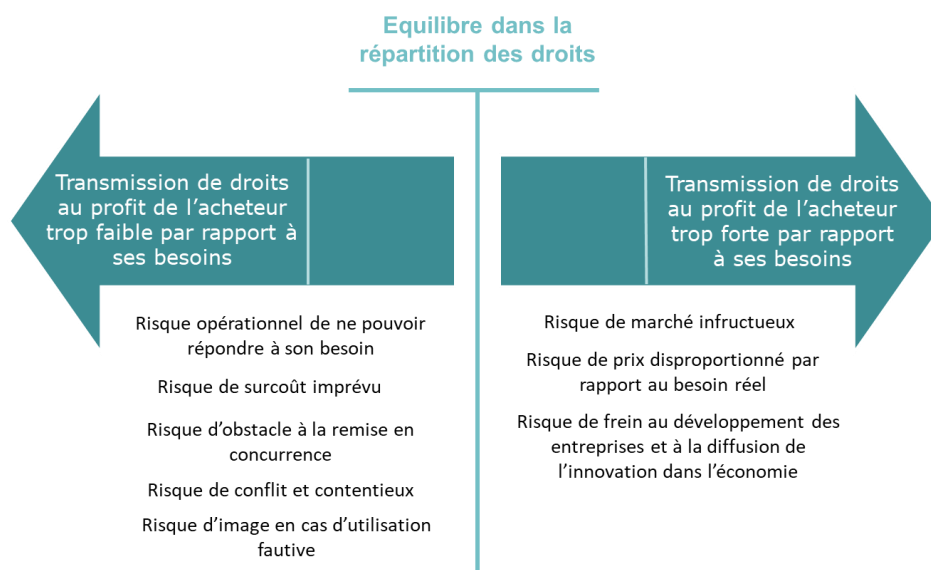 Equilibre dans la
répartition des droits
Transmission de droits
au profit de l’acheteur
trop faible par rapport à
ses besoins
Risque opérationnel de ne pouvoir
répondre à son besoin
Risque de surcoût imprévu
Risque d’obstacle à la remise en
concurrence
Risque de conflit et contentieux
Risque d’image en cas d’utilisation
fautive
Transmission de droits
au profit de l’acheteur
trop forte par rapport
à ses besoins
Risque de marché infructueux
Risque de prix disproportionné par
rapport au besoin réel
Risque de frein au développement des
entreprises et à la diffusion de
l’innovation dans l’économie